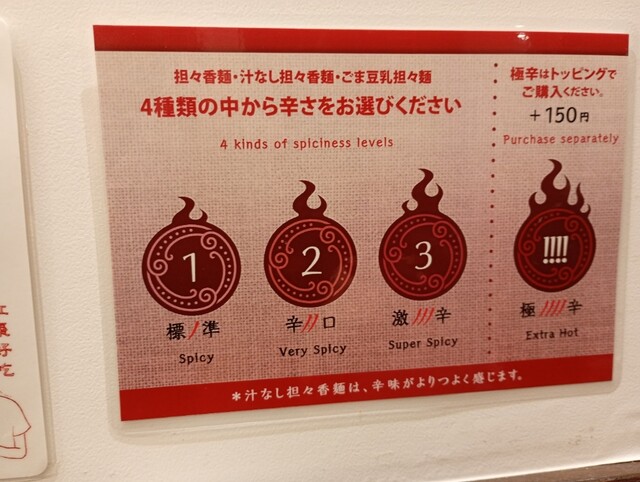 担々香麺・汁なし担々香麺・ごま豆乳担々麺
4種類の中から辛さをお選びください
4 kinds of spiciness levels
極辛はトッピングで
ご購入ください。
+150円
Purchase separately
1
標準
Spicy
2
辛口
Very Spicy
3
激辛
Super Spicy
!!!!
極辛
Extra Hot
*汁なし担々香麺は、辛味がよりつよく感じます。
子
吃